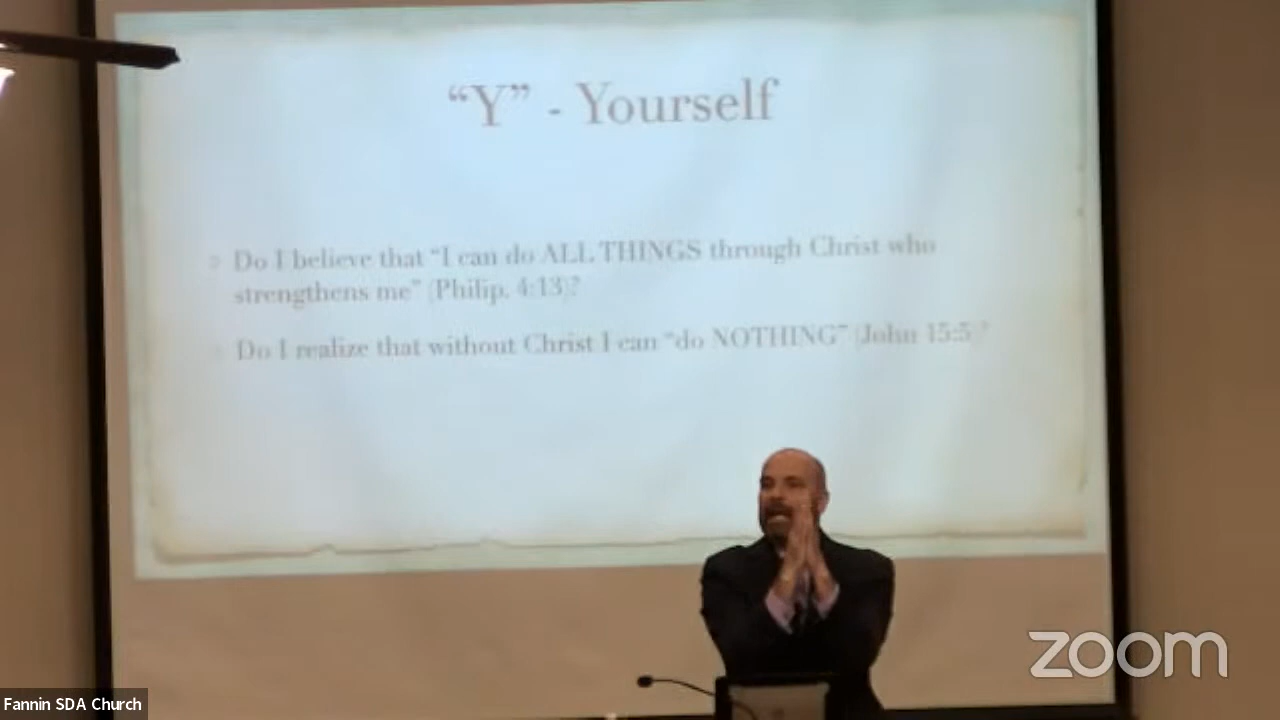 “Y” - Yourself
Do I believe that “I can do ALL THINGS through Christ who
strengthens me” (Philip. 4:13)?
Do I realize that without Christ I can “do NOTHING” (John 15:5)?
zoom
Fannin SDA Church